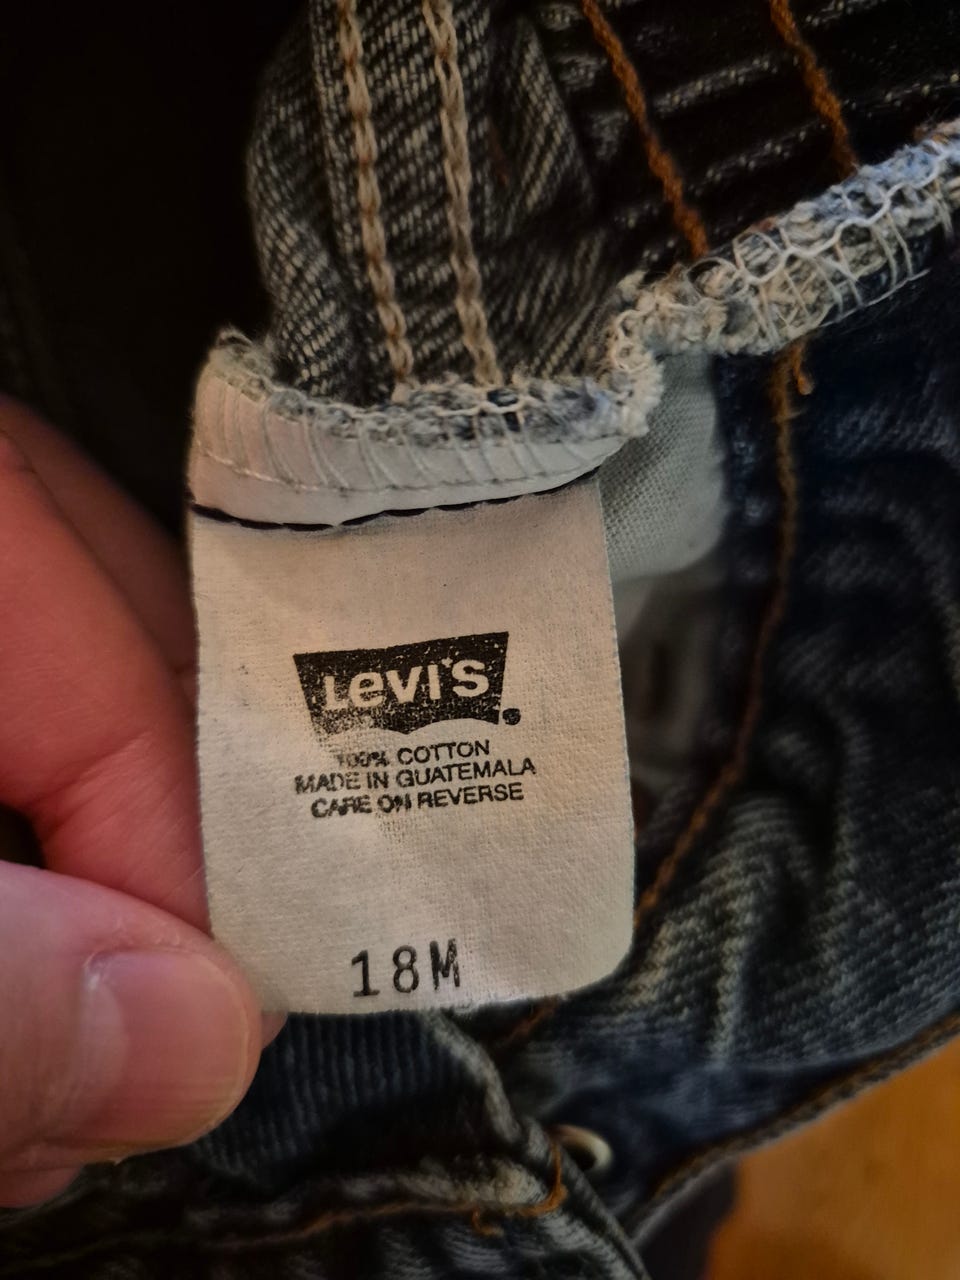 Levi's
100% COTTON
MADE IN GUATEMALA
CARE ON REVERSE
18M